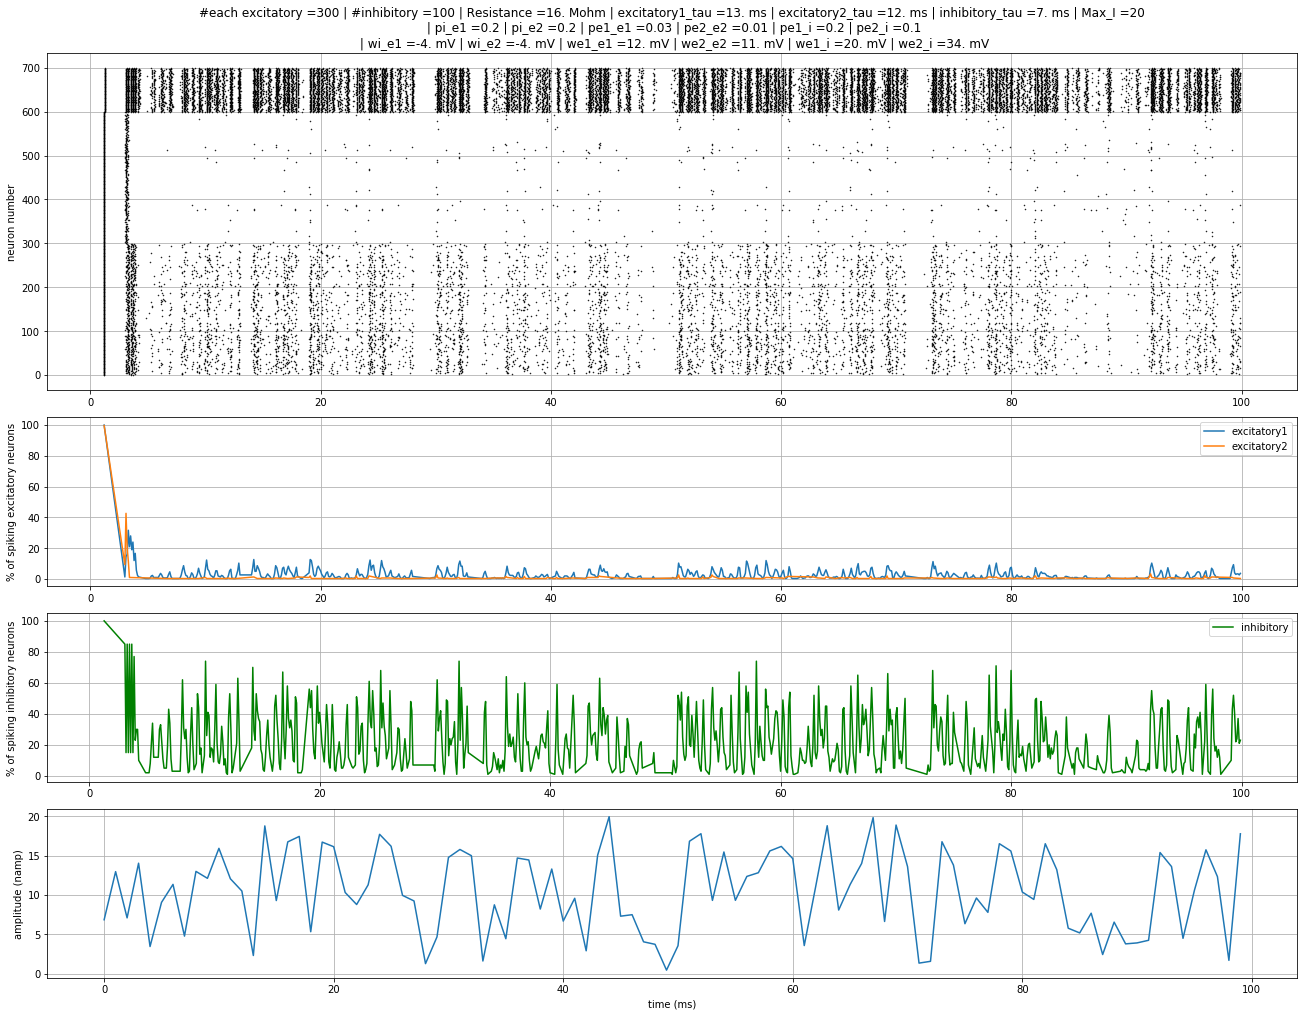 #each excitatory =300 | #inhibitory =100 | Resistance =16. Mohm | excitatory1_tau =13. ms | excitatory2_tau =12. ms | inhibitory_tau =7. ms | Max_I =20
| pi_e1 =0.2 | pi_e2 =0.2 | pe1_e1 =0.03 | pe2_e2 =0.01 | pe1_i =0.2 | pe2_i =0.1
| wi_e1 =-4. mV | wi_e2 =-4. mV | we1_e1 =12. mV | we2_e2 =11. mV | we1_i =20. mV | we2_i =34. mV
neuron number
700
600
500
400
300
200
100
0
0 20 40 60 80 100
% of spiking excitatory neurons
100
80
60
40
20
0
excitatory1
excitatory2
0 20 40 60 80 100
% of spiking inhibitory neurons
100
80
60
40
20
0
inhibitory
0 20 40 60 80 100
amplitude (namp)
20
15
10
5
0
0 20 40 60 80 100
time (ms)